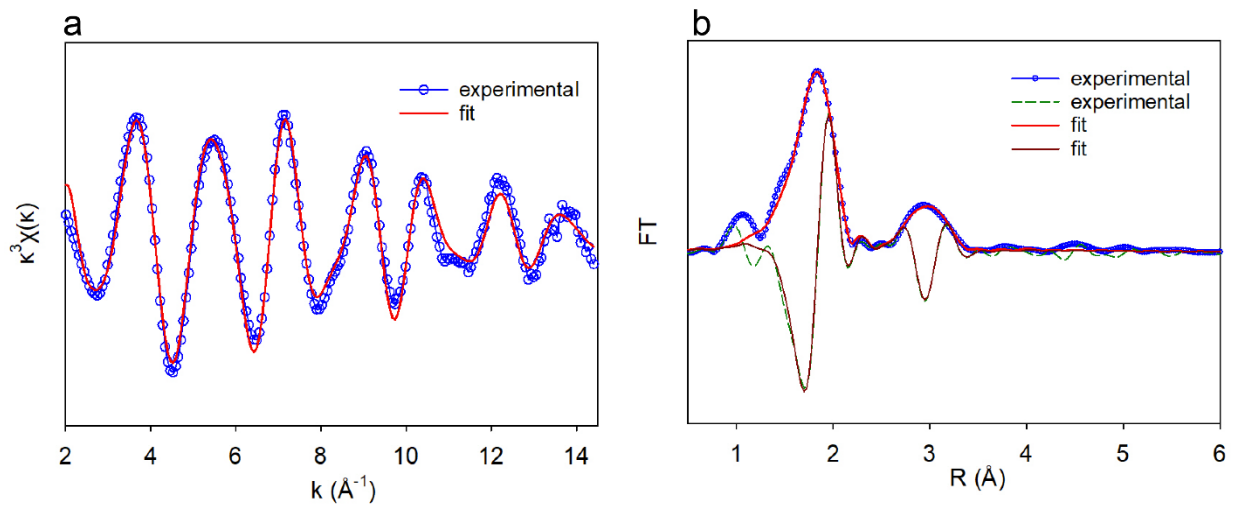 a
experimental
fit
κ³χ(κ)
2 4 6 8 10 12 14
k (Å⁻¹)
b
experimental
experimental
fit
fit
FT
1 2 3 4 5 6
R (Å)